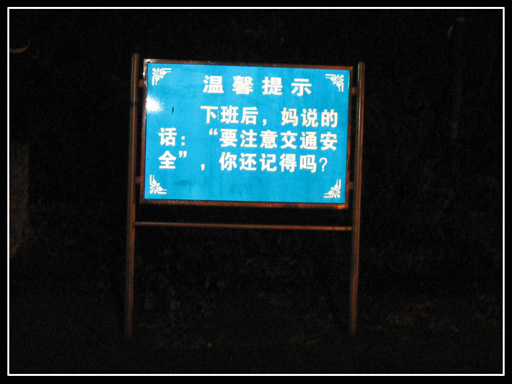 温馨提示
下班后，妈说的
话：“要注意交通安
全”，你还记得吗？